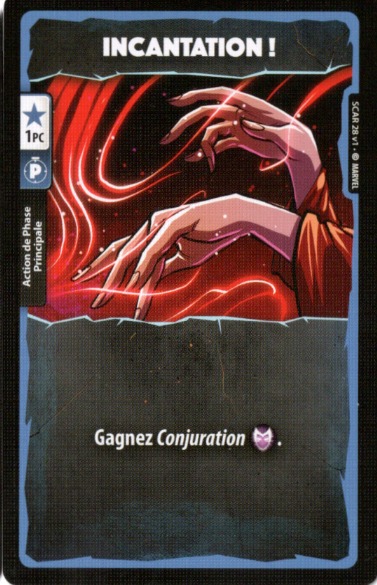 INCANTATION !
1PC
P
Action de Phase
Principale
SCAR 28 v1 · © MARVEL
Gagnez Conjuration.